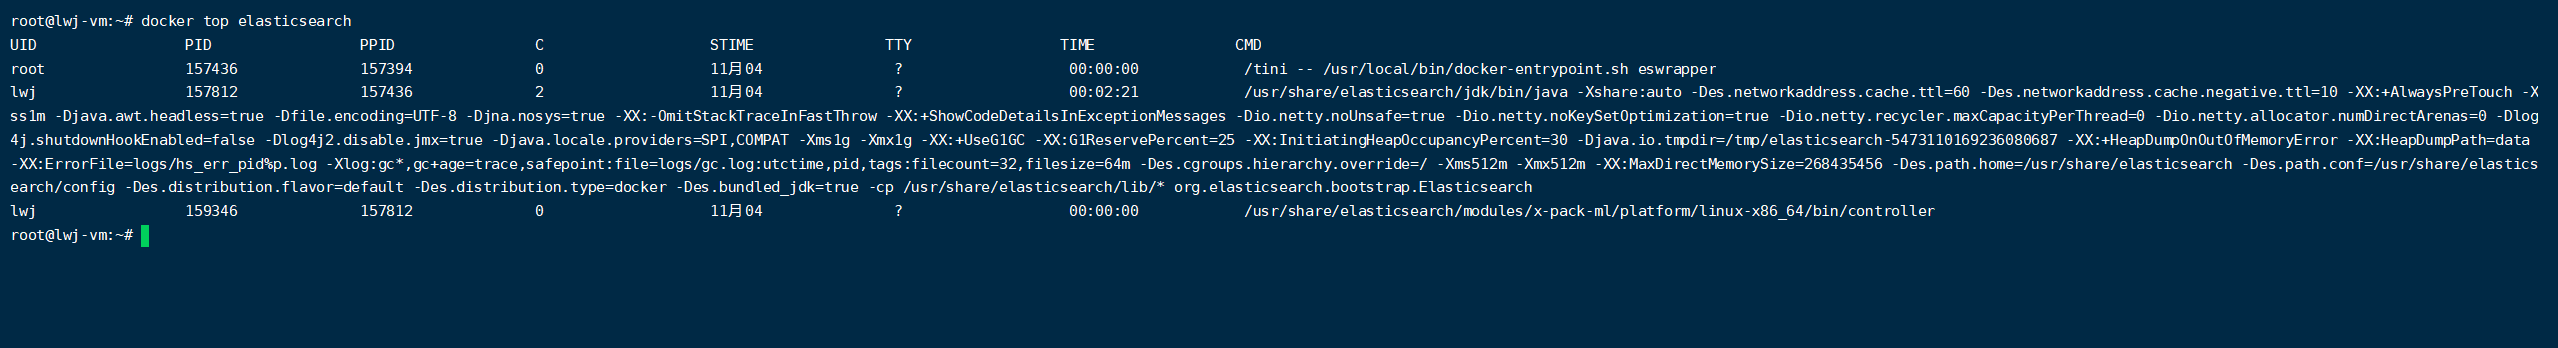 root@lwj-vm:~# docker top elasticsearch
UID PID PPID C STIME TTY TIME CMD
root 157436 157394 0 11月04 ? 00:00:00 /tini -- /usr/local/bin/docker-entrypoint.sh eswrapper
lwj 157812 157436 2 11月04 ? 00:02:21 /usr/share/elasticsearch/jdk/bin/java -Xshare:auto -Des.networkaddress.cache.ttl=60 -Des.networkaddress.cache.negative.ttl=10 -XX:+AlwaysPreTouch -X
ss1m -Djava.awt.headless=true -Dfile.encoding=UTF-8 -Djna.nosys=true -XX:-OmitStackTraceInFastThrow -XX:+ShowCodeDetailsInExceptionMessages -Dio.netty.noUnsafe=true -Dio.netty.noKeySetOptimization=true -Dio.netty.recycler.maxCapacityPerThread=0 -Dio.netty.allocator.numDirectArenas=0 -Dlog
4j.shutdownHookEnabled=false -Dlog4j2.disable.jmx=true -Djava.locale.providers=SPI,COMPAT -Xms1g -Xmx1g -XX:+UseG1GC -XX:G1ReservePercent=25 -XX:InitiatingHeapOccupancyPercent=30 -Djava.io.tmpdir=/tmp/elasticsearch-5473110169236080687 -XX:+HeapDumpOnOutOfMemoryError -XX:HeapDumpPath=data
-XX:ErrorFile=logs/hs_err_pid%p.log -Xlog:gc*,gc+age=trace,safepoint:file=logs/gc.log:utctime,pid,tags:filecount=32,filesize=64m -Des.cgroups.hierarchy.override=/ -Xms512m -Xmx512m -XX:MaxDirectMemorySize=268435456 -Des.path.home=/usr/share/elasticsearch -Des.path.conf=/usr/share/elastics
earch/config -Des.distribution.flavor=default -Des.distribution.type=docker -Des.bundled_jdk=true -cp /usr/share/elasticsearch/lib/* org.elasticsearch.bootstrap.Elasticsearch
lwj 159346 157812 0 11月04 ? 00:00:00 /usr/share/elasticsearch/modules/x-pack-ml/platform/linux-x86_64/bin/controller
root@lwj-vm:~#